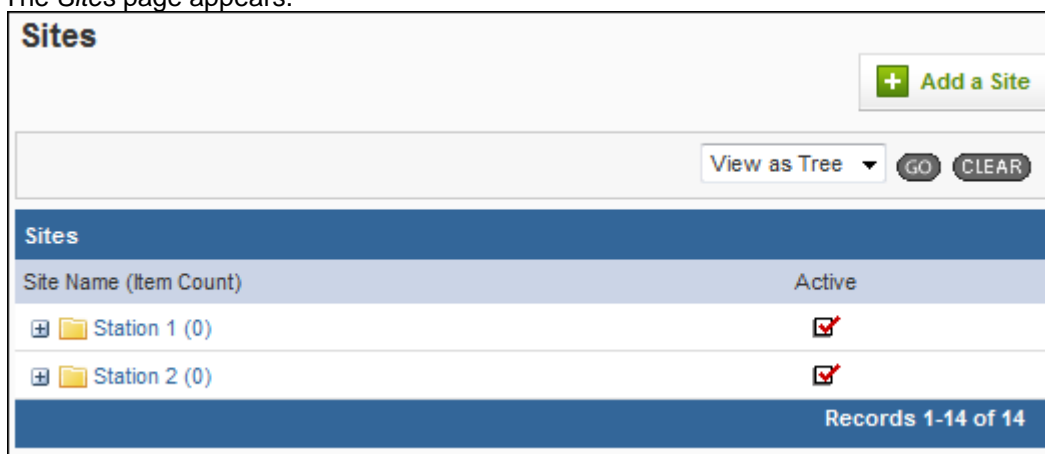 The Sites page appears.
Sites
Add a Site
View as Tree GO CLEAR
Sites
Site Name (Item Count) Active
Station 1 (0)
Station 2 (0)
Records 1-14 of 14